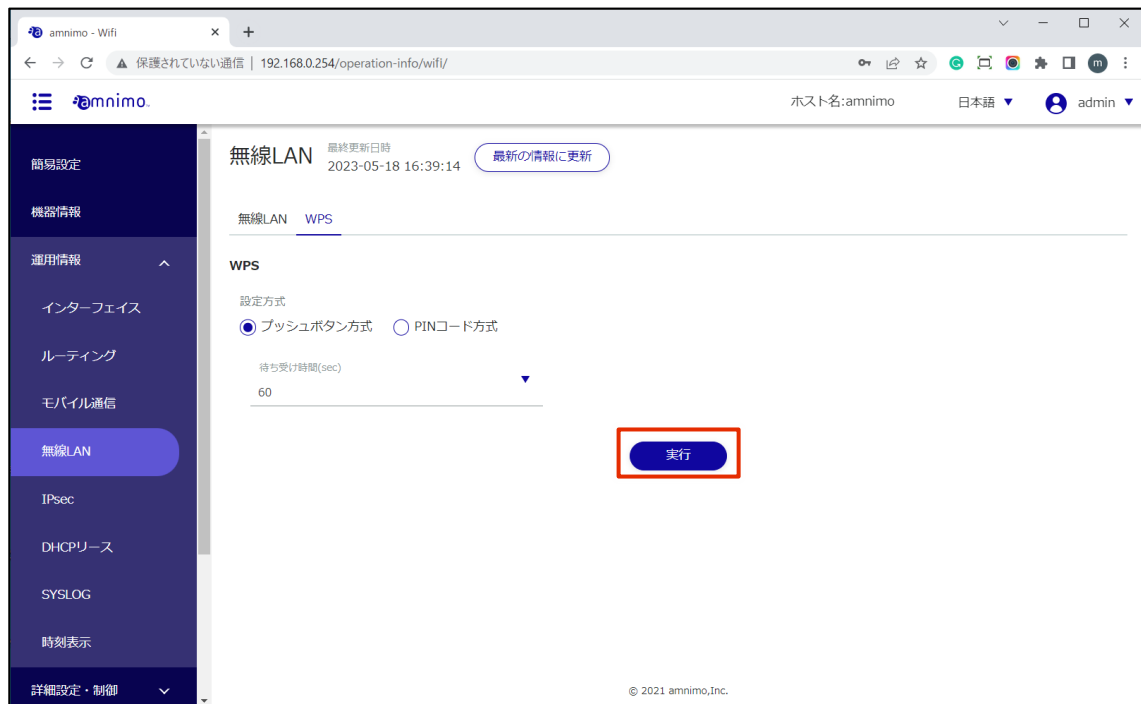 amnimo - Wifi
保護されていない通信 | 192.168.0.254/operation-info/wifi/
m
amnimo
ホスト名:amnimo
日本語
admin
簡易設定
機器情報
運用情報
インターフェイス
ルーティング
モバイル通信
無線LAN
IPsec
DHCPリース
SYSLOG
時刻表示
詳細設定・制御
無線LAN
最終更新日時
2023-05-18 16:39:14
最新の情報に更新
無線LAN WPS
WPS
設定方式
プッシュボタン方式 PINコード方式
待ち受け時間(sec)
60
実行
© 2021 amnimo,Inc.